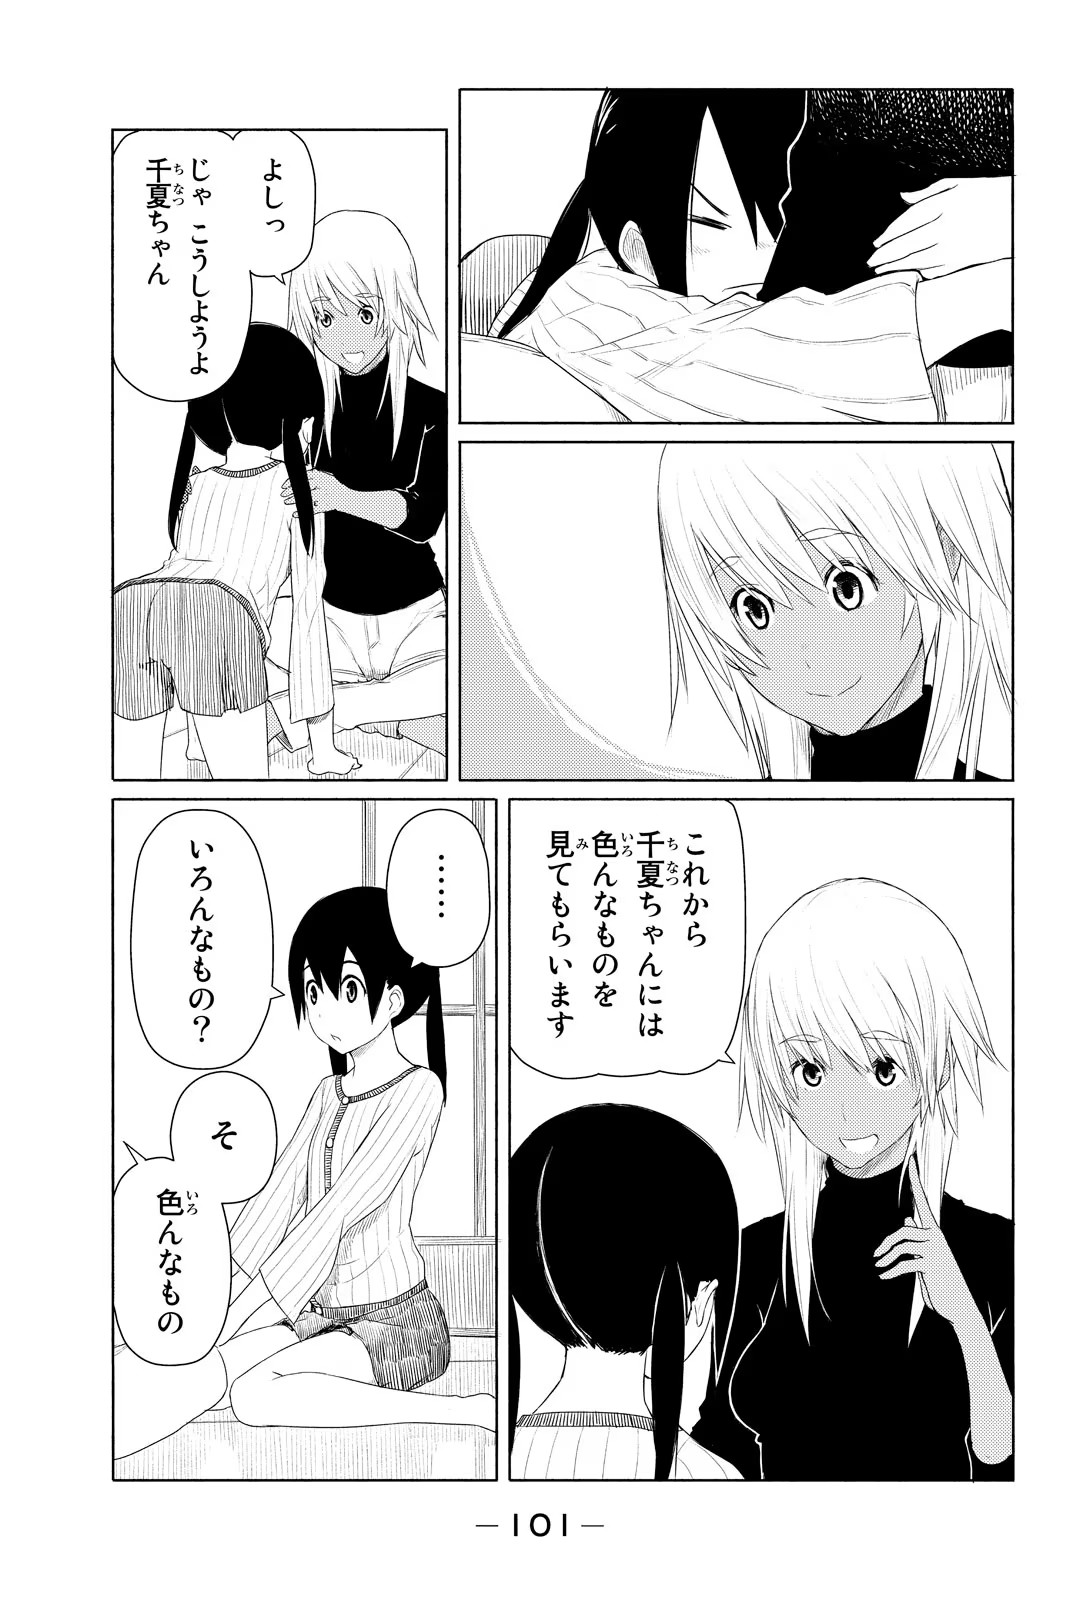 よしっ
じゃ こうしようよ
千夏ちゃん
これから
千夏ちゃんには
色んなものを
見てもらいます
……
いろんなもの？
そ
色んなもの
—101—